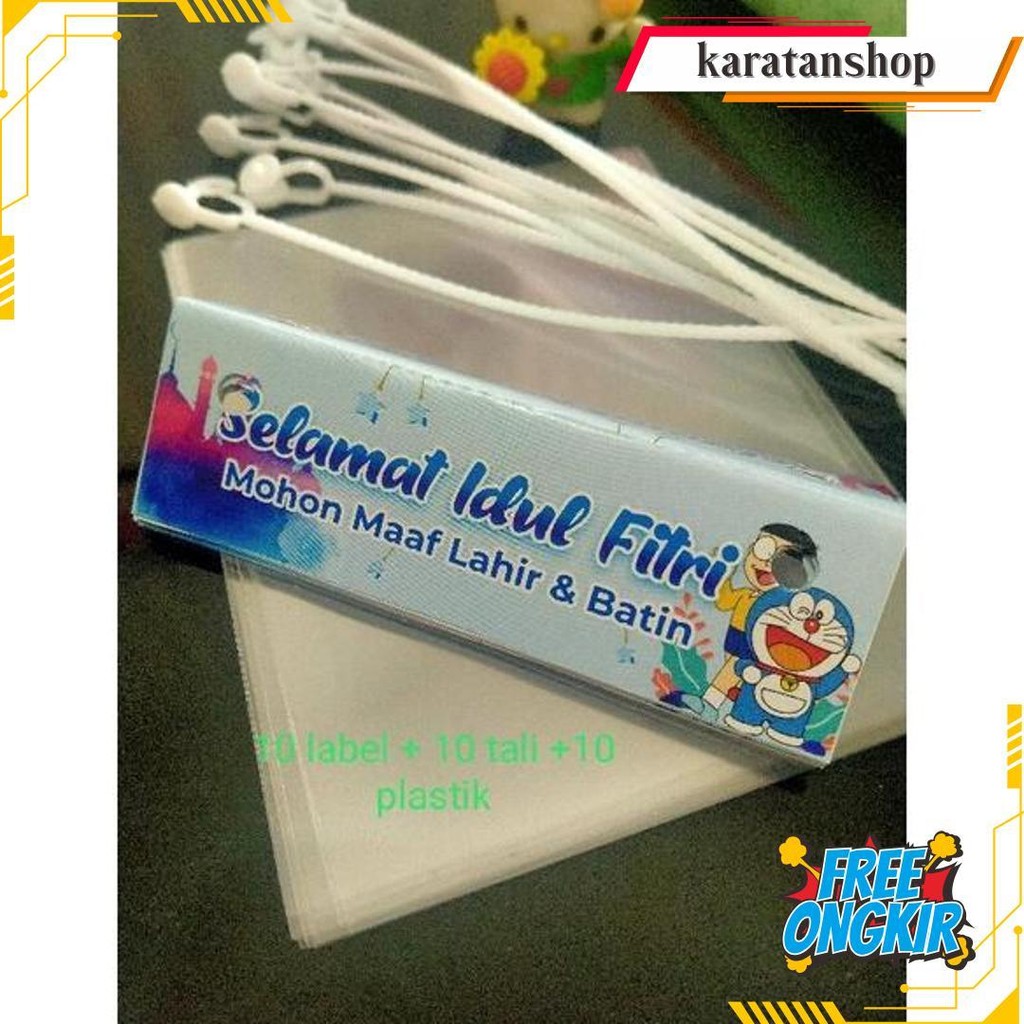 karatanshop
Selamat Idul Fitri
Mohon Maaf Lahir & Batin
10 label + 10 tali +10
plastik
FREE
ONGKIR